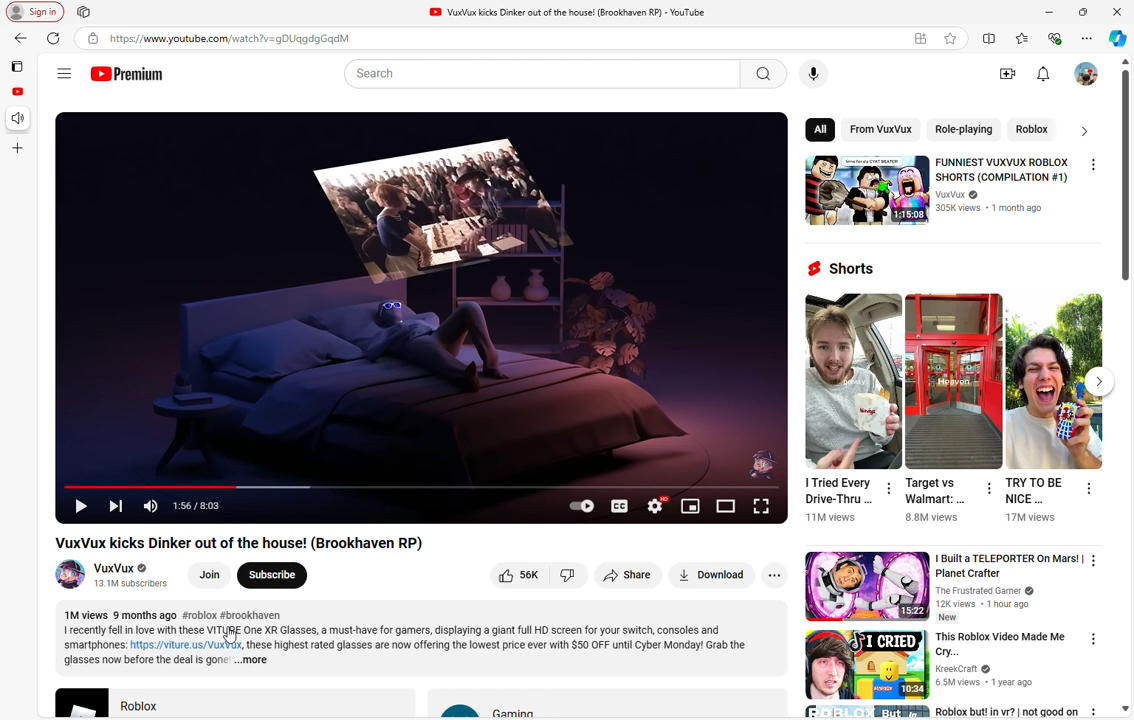 Sign in
VuxVux kicks Dinker out of the house! (Brookhaven RP) - YouTube
https://www.youtube.com/watch?v=gDUqgdgGqdM
Premium
Search
All
From VuxVux
Role-playing
Roblox
1:15:08
FUNNIEST VUXVUX ROBLOX
SHORTS (COMPILATION #1)
VuxVux
305K views • 1 month ago
Shorts
Heaven
I Tried Every
Drive-Thru ...
11M views
Target vs
Walmart: ...
8.8M views
TRY TO BE
NICE ...
17M views
1:56 / 8:03
CC
HD
VuxVux kicks Dinker out of the house! (Brookhaven RP)
VuxVux
13.1M subscribers
Join
Subscribe
56K
Share
Download
1M views 9 months ago #roblox #brookhaven
I recently fell in love with these VITURE One XR Glasses, a must-have for gamers, displaying a giant full HD screen for your switch, consoles and
smartphones: https://viture.us/VuxVux, these highest rated glasses are now offering the lowest price ever with $50 OFF until Cyber Monday! Grab the
glasses now before the deal is gone! ...more
Roblox
Gaming
15:22
I Built a TELEPORTER On Mars! |
Planet Crafter
The Frustrated Gamer
12K views • 1 hour ago
New
I CRIED
10:34
This Roblox Video Made Me
Cry...
KreekCraft
6.5M views • 1 year ago
ROBLOX But
Roblox but! in vr? | not good on